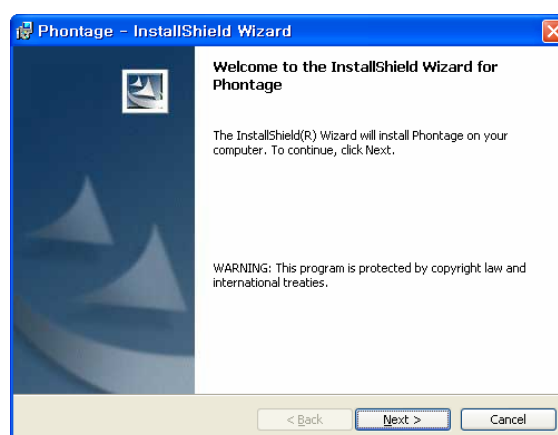 Phontage - InstallShield Wizard
Welcome to the InstallShield Wizard for
Phontage
The InstallShield(R) Wizard will install Phontage on your
computer. To continue, click Next.
WARNING: This program is protected by copyright law and
international treaties.
< Back
Next >
Cancel